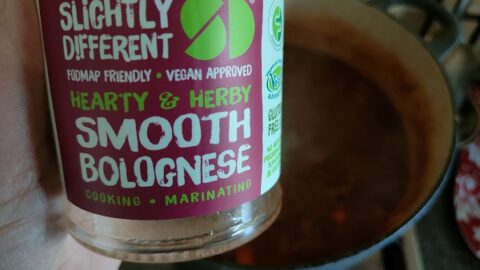 SLIGHTLY
DIFFERENT
FODMAP FRIENDLY • VEGAN APPROVED
HEARTY & HERBY
SMOOTH
BOLOGNESE
COOKING • MARINATING
GLUTEN
FREE